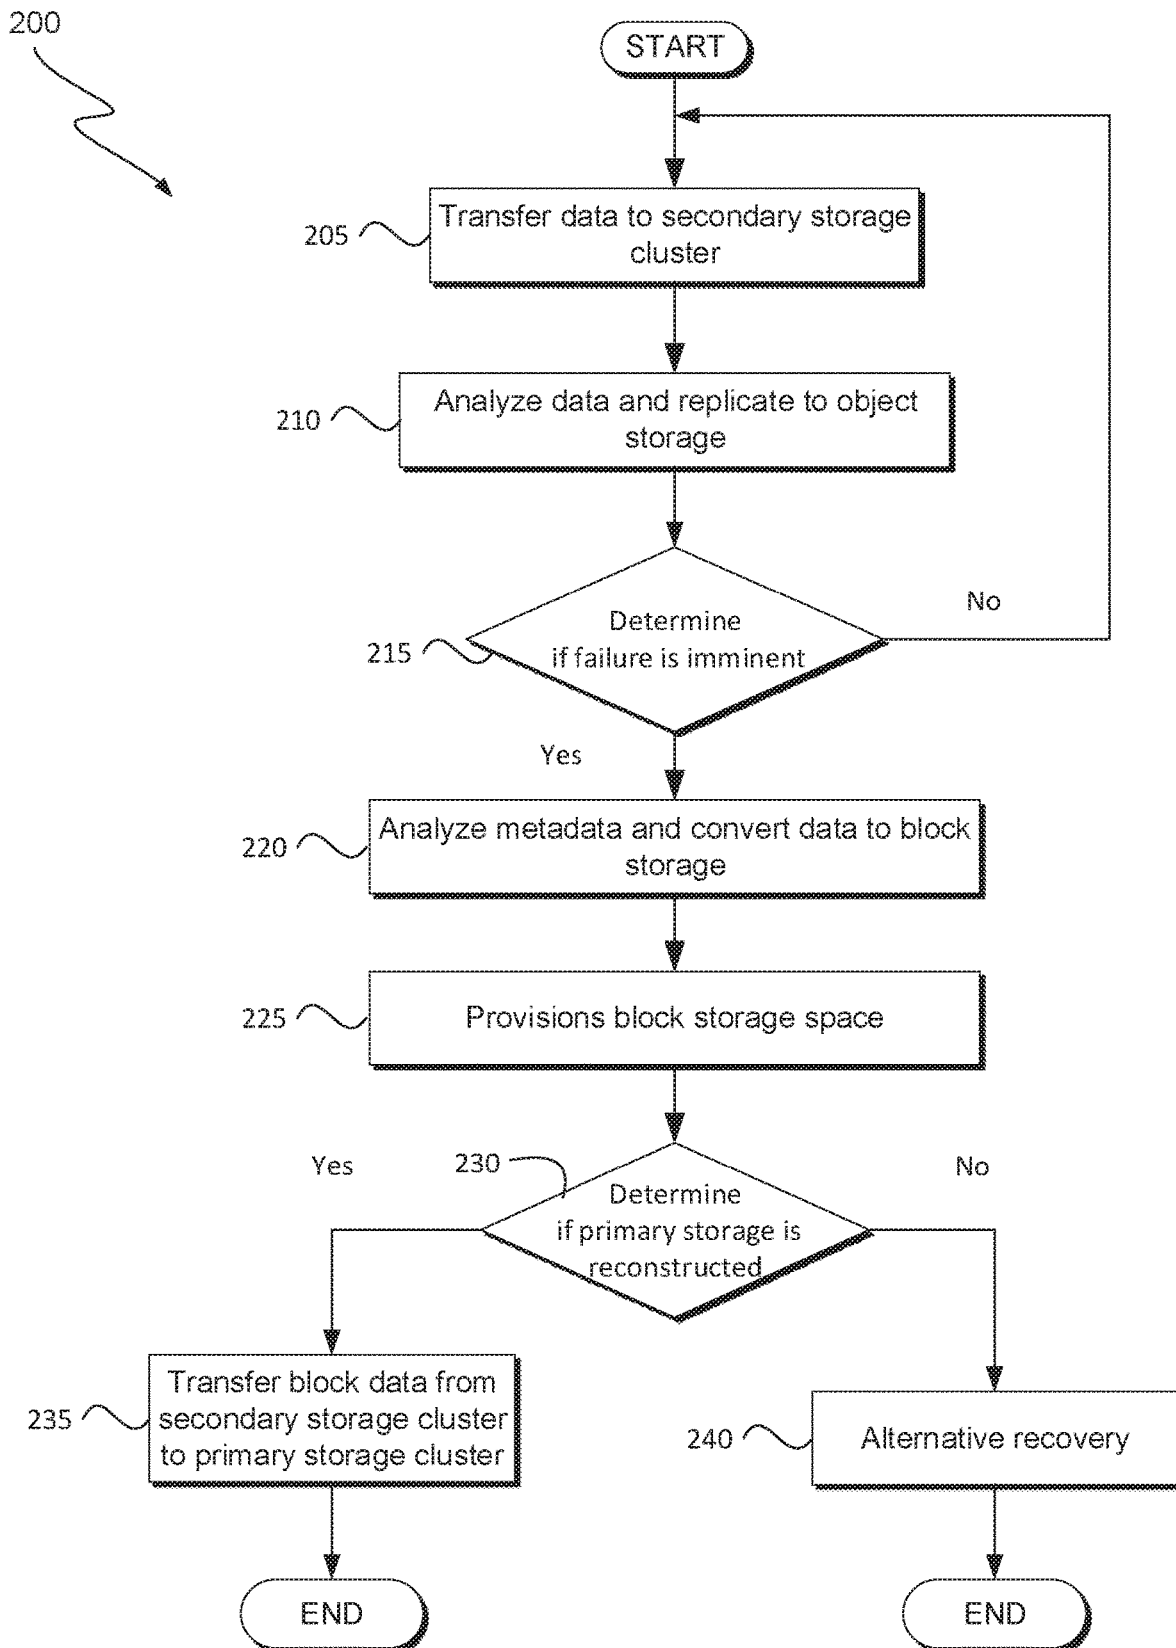 200
START
205
Transfer data to secondary storage
cluster
210
Analyze data and replicate to object
storage
215
Determine
if failure is imminent
No
Yes
220
Analyze metadata and convert data to block
storage
225
Provisions block storage space
Yes
230
No
Determine
if primary storage is
reconstructed
235
Transfer block data from
secondary storage cluster
to primary storage cluster
240
Alternative recovery
END
END